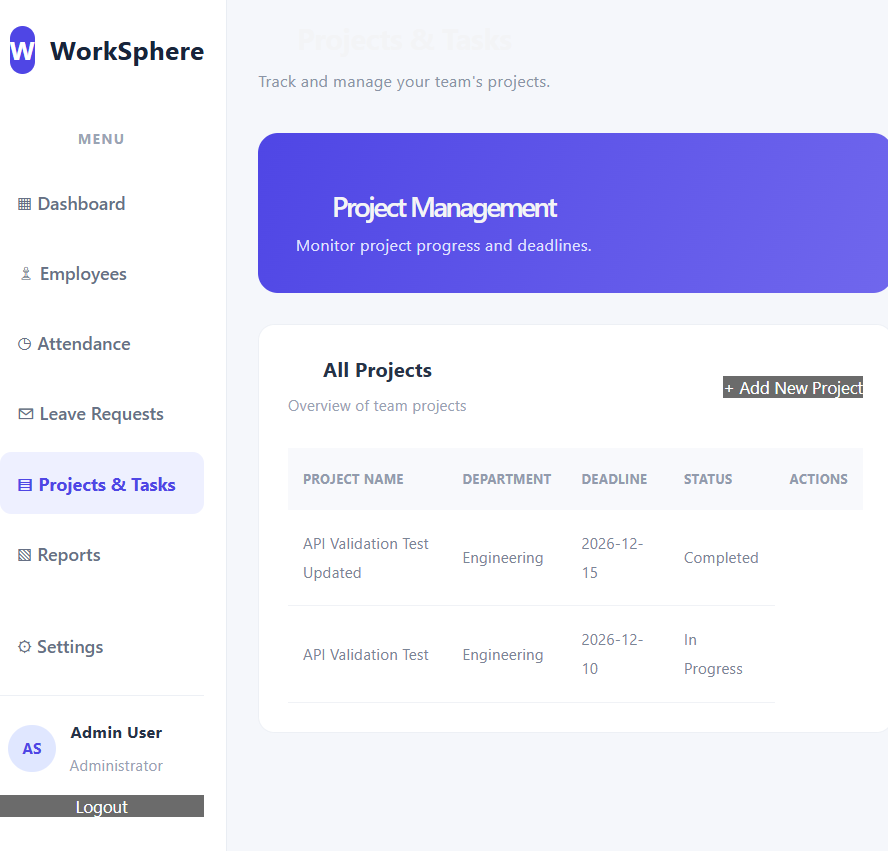 W WorkSphere
MENU
Dashboard
Employees
Attendance
Leave Requests
Projects & Tasks
Reports
Settings
AS
Admin User
Administrator
Logout
Projects & Tasks
Track and manage your team's projects.
Project Management
Monitor project progress and deadlines.
All Projects
Overview of team projects
+ Add New Project
PROJECT NAME DEPARTMENT DEADLINE STATUS ACTIONS
API Validation Test
Updated
Engineering
2026-12-
15
Completed
API Validation Test
Engineering
2026-12-
10
In
Progress